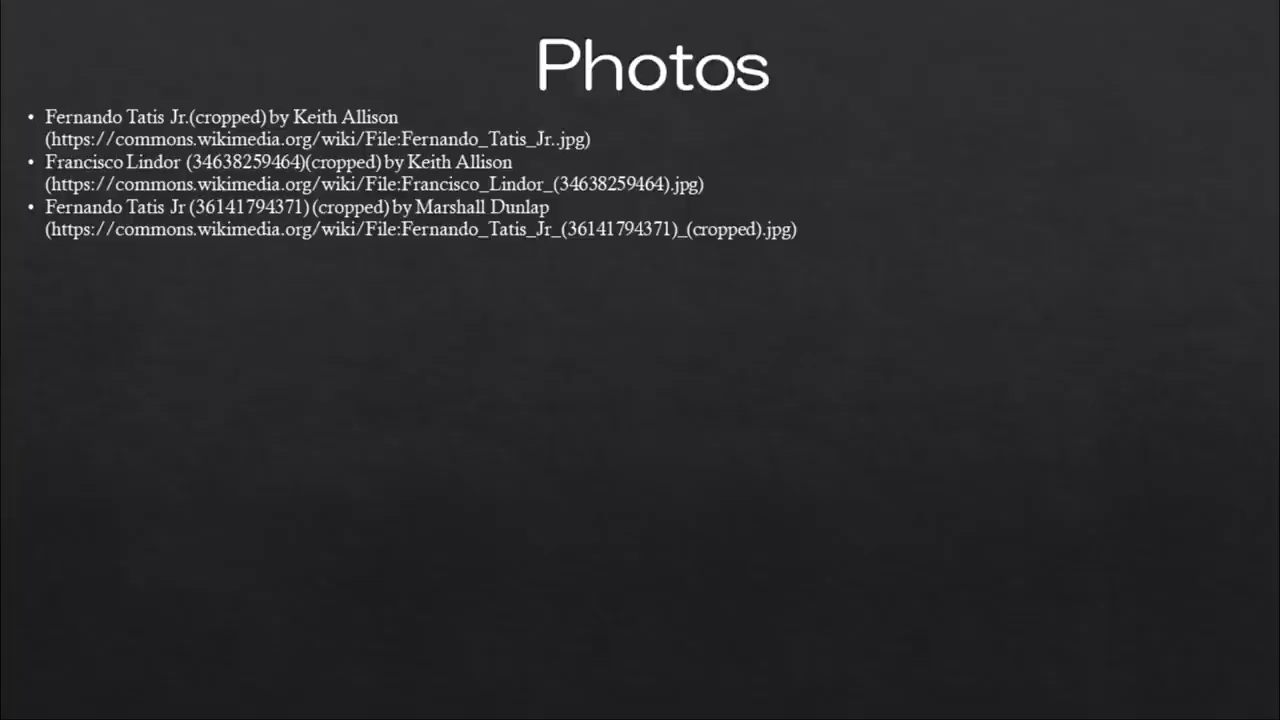 Photos
• Fernando Tatis Jr.(cropped) by Keith Allison
(https://commons.wikimedia.org/wiki/File:Fernando_Tatis_Jr..jpg)
• Francisco Lindor (34638259464)(cropped) by Keith Allison
(https://commons.wikimedia.org/wiki/File:Francisco_Lindor_(34638259464).jpg)
• Fernando Tatis Jr (36141794371) (cropped) by Marshall Dunlap
(https://commons.wikimedia.org/wiki/File:Fernando_Tatis_Jr_(36141794371)_(cropped).jpg)